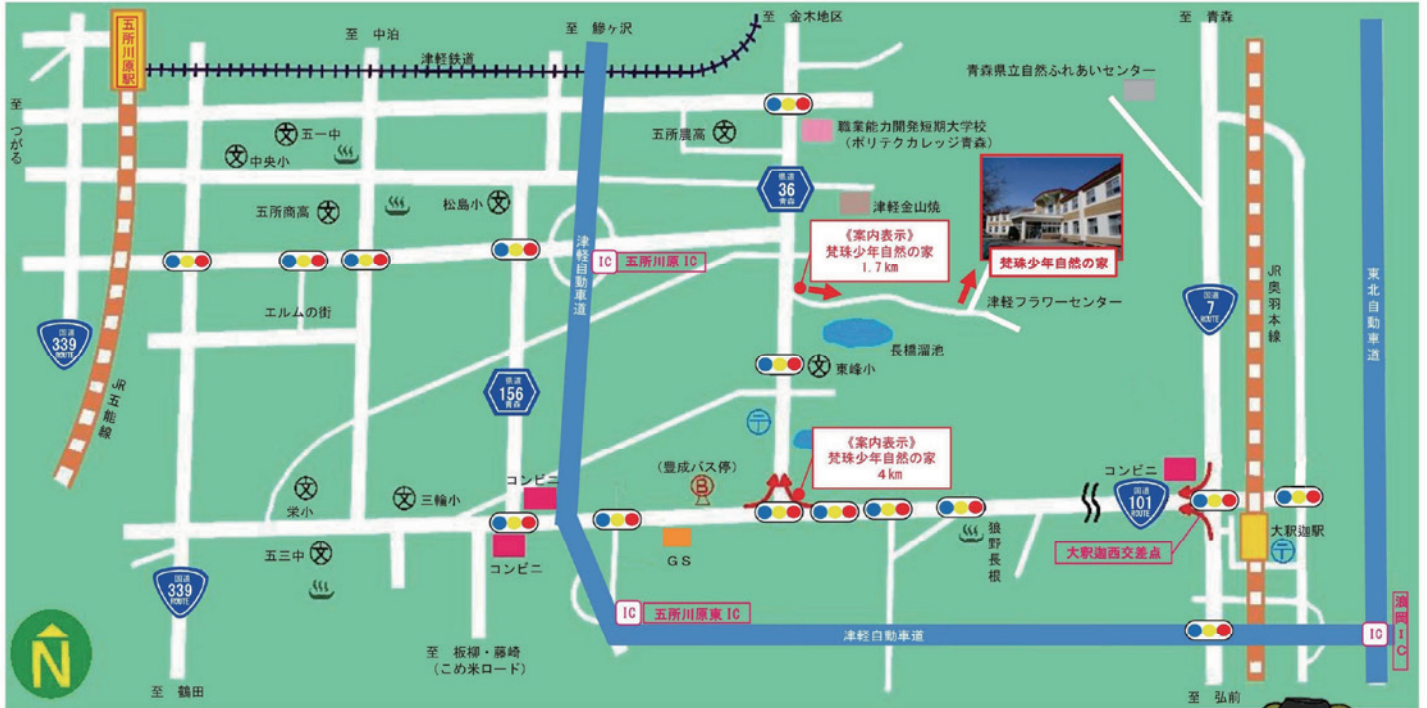 至 金木地区
至 青森
五所川原駅
至 中泊
至 鰺ヶ沢
津軽鉄道
青森県立自然ふれあいセンター
至 つがる
五一中
中央小
五所農高
職業能力開発短期大学校
(ポリテクカレッジ青森)
県道
36
青森
五所商高
松島小
津軽金山焼
《案内表示》
梵珠少年自然の家
1.7km
梵珠少年自然の家
津軽自動車道
IC
五所川原 IC
津軽フラワーセンター
エルムの街
国道
339
ROUTE
国道
7
ROUTE
JR奥羽本線
東北自動車道
長橋溜池
東峰小
県道
156
青森
JR五能線
〒
《案内表示》
梵珠少年自然の家
4km
(豊成バス停)
B
コンビニ
コンビニ
国道
101
ROUTE
栄小
三輪小
大釈迦駅
〒
五三中
コンビニ
GS
狼野長根
大釈迦西交差点
国道
339
ROUTE
IC
五所川原東 IC
津軽自動車道
IC
浪岡IC
N
至 板柳・藤崎
(こめ米ロード)
至 鶴田
至 弘前